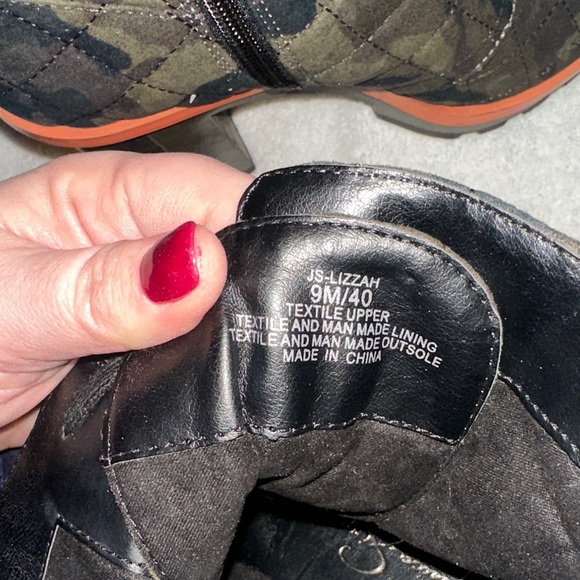 JS-LIZZAH
9M/40
TEXTILE UPPER
TEXTILE AND MAN MADE LINING
TEXTILE AND MAN MADE OUTSOLE
MADE IN CHINA